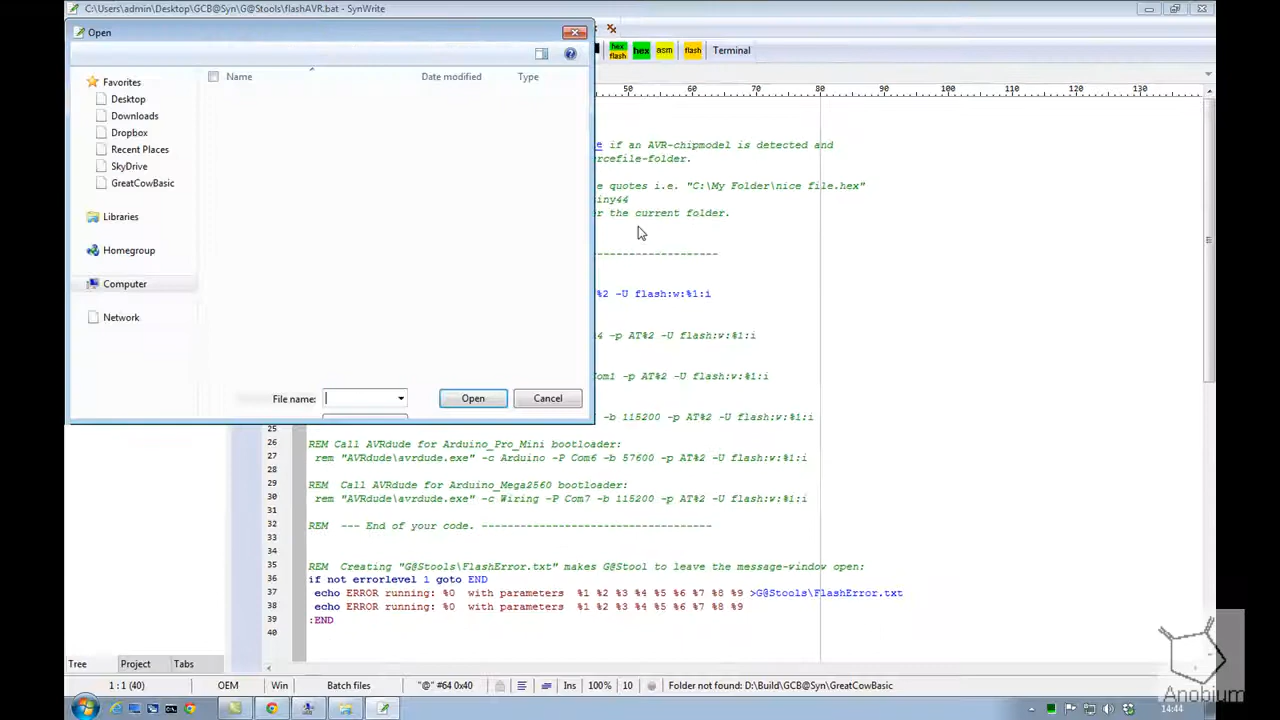 C:\Users\admin\Desktop\GCB@Syn\G@Stools\flashAVR.bat - SynWrite
Open
hex flash
hex
asm
flash
Terminal
Favorites
Desktop
Downloads
Dropbox
Recent Places
SkyDrive
GreatCowBasic
Libraries
Homegroup
Computer
Network
Name
Date modified
Type
File name:
Open
Cancel
50 60 70 80 90 100 110 120 130
e if an AVR-chipmodel is detected and
rcefile-folder.
e quotes i.e. "C:\My Folder\nice file.hex"
iny44
r the current folder.
-------------------
%2 -U flash:w:%1:i
4 -p AT%2 -U flash:w:%1:i
Com1 -p AT%2 -U flash:w:%1:i
-b 115200 -p AT%2 -U flash:w:%1:i
25
26 REM Call AVRdude for Arduino_Pro_Mini bootloader:
27 rem "AVRdude\avrdude.exe" -c Arduino -P Com6 -b 57600 -p AT%2 -U flash:w:%1:i
28
29 REM Call AVRdude for Arduino_Mega2560 bootloader:
30 rem "AVRdude\avrdude.exe" -c Wiring -P Com7 -b 115200 -p AT%2 -U flash:w:%1:i
31
32 REM --- End of your code. -----------------------------------
33
34
35 REM Creating "G@Stools\FlashError.txt" makes G@Stool to leave the message-window open:
36 if not errorlevel 1 goto END
37 echo ERROR running: %0 with parameters %1 %2 %3 %4 %5 %6 %7 %8 %9 >G@Stools\FlashError.txt
38 echo ERROR running: %0 with parameters %1 %2 %3 %4 %5 %6 %7 %8 %9
39 :END
40
Tree
Project
Tabs
1 : 1 (40)
OEM
Win
Batch files
"@" #64 0x40
Ins
100%
10
Folder not found: D:\Build\GCB@Syn\GreatCowBasic
14:44
Anobium